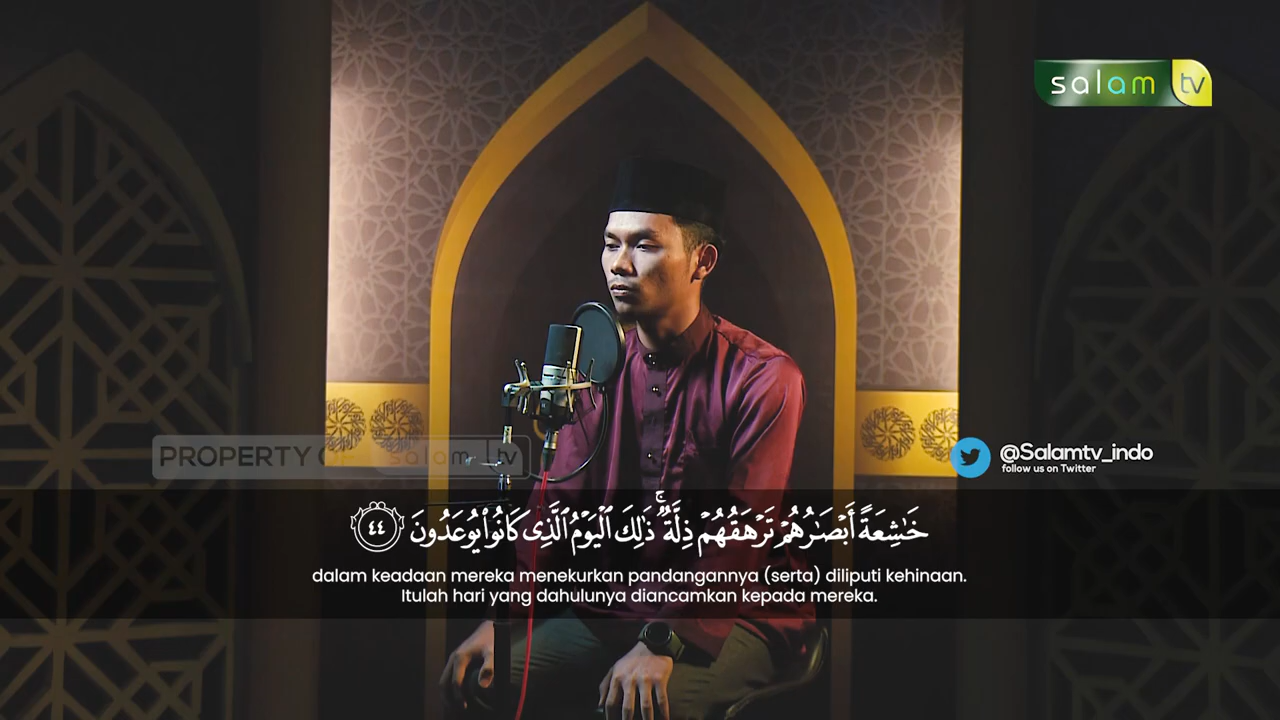 salam tv
PROPERTY OF salam tv
@Salamtv_indo
follow us on Twitter
خَٰشِعَةً أَبْصَٰرُهُمْ تَرْهَقُهُمْ ذِلَّةٌۭ ۚ ذَٰلِكَ ٱلْيَوْمُ ٱلَّذِى كَانُوا۟ يُوعَدُونَ ٤٤
dalam keadaan mereka menekurkan pandangannya (serta) diliputi kehinaan.
Itulah hari yang dahulunya diancamkan kepada mereka.